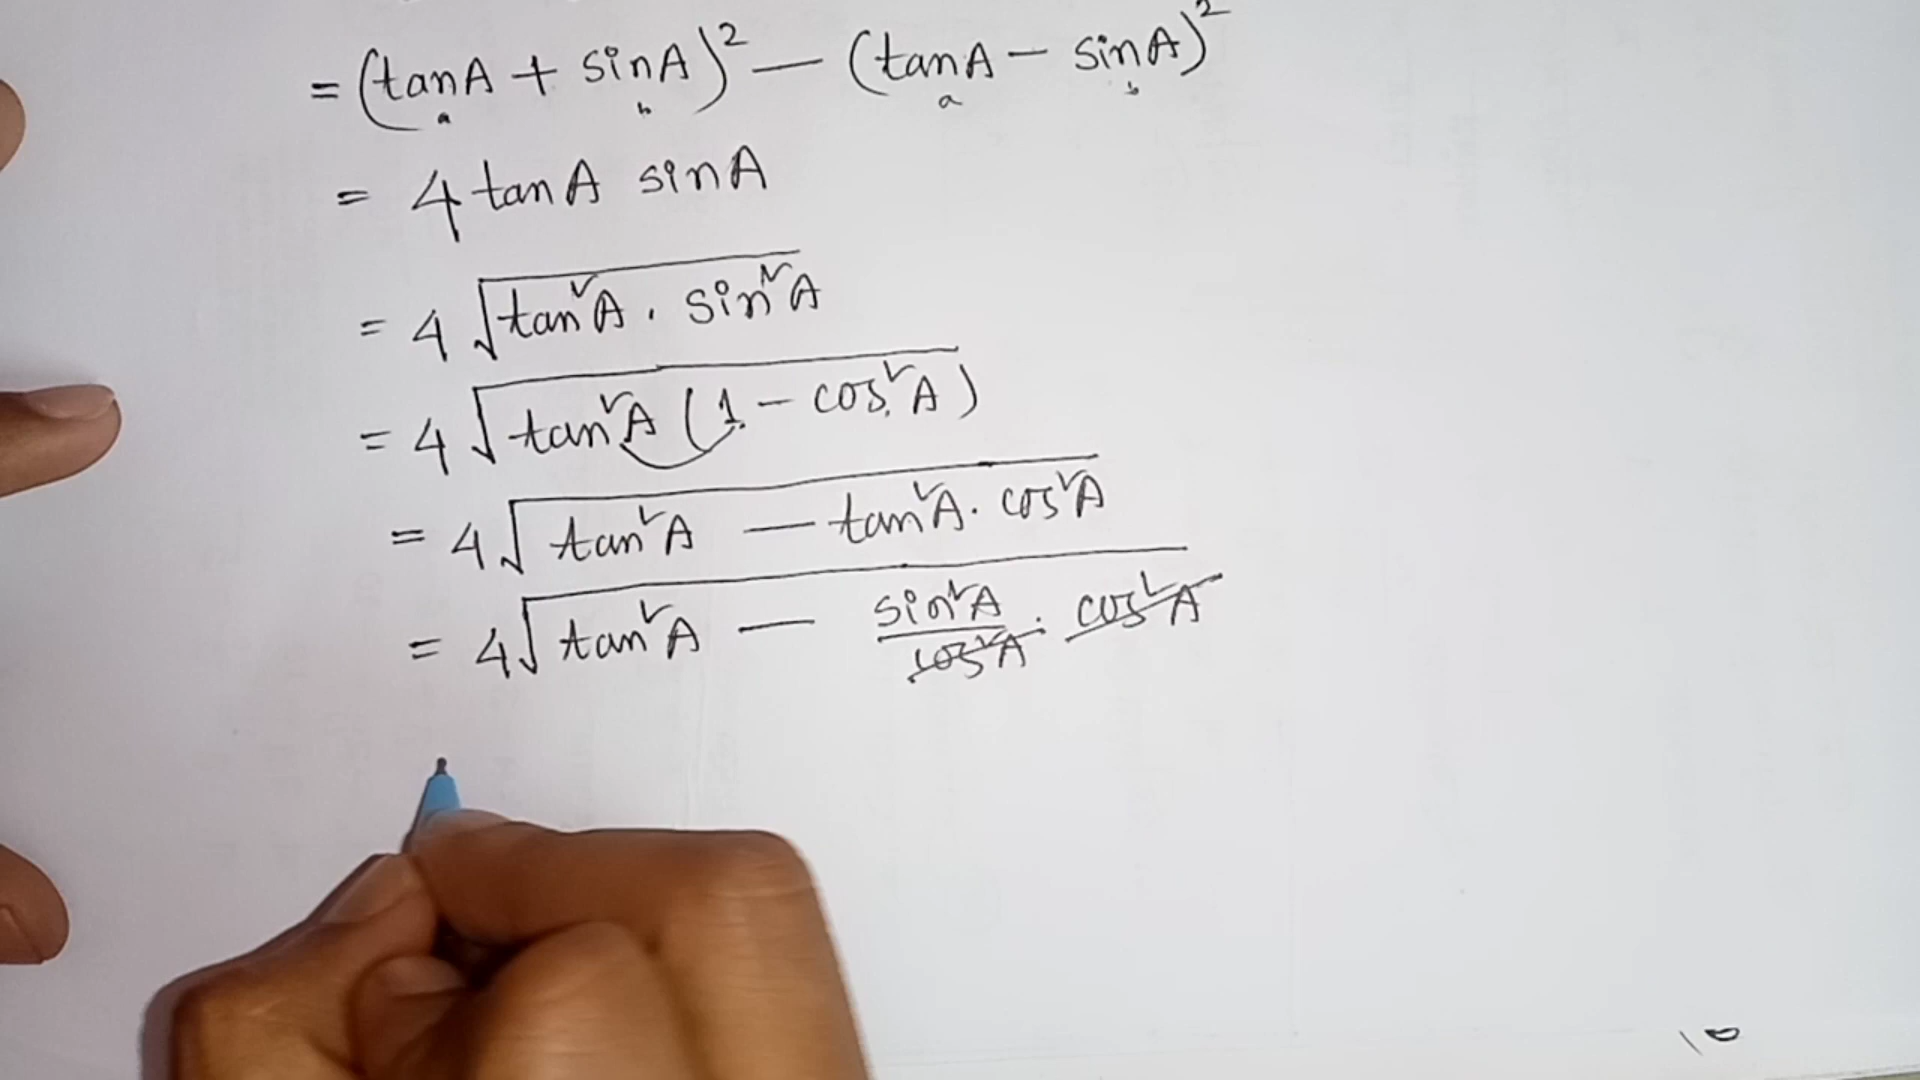 = (tanA + sinA)² — (tanA — sinA)²
a b a b
= 4 tanA sinA
= 4 √tan²A . sin²A
= 4 √tan²A (1 - cos²A)
= 4 √tan²A — tan²A . cos²A
= 4 √tan²A — sin²A/cos²A . cos²A